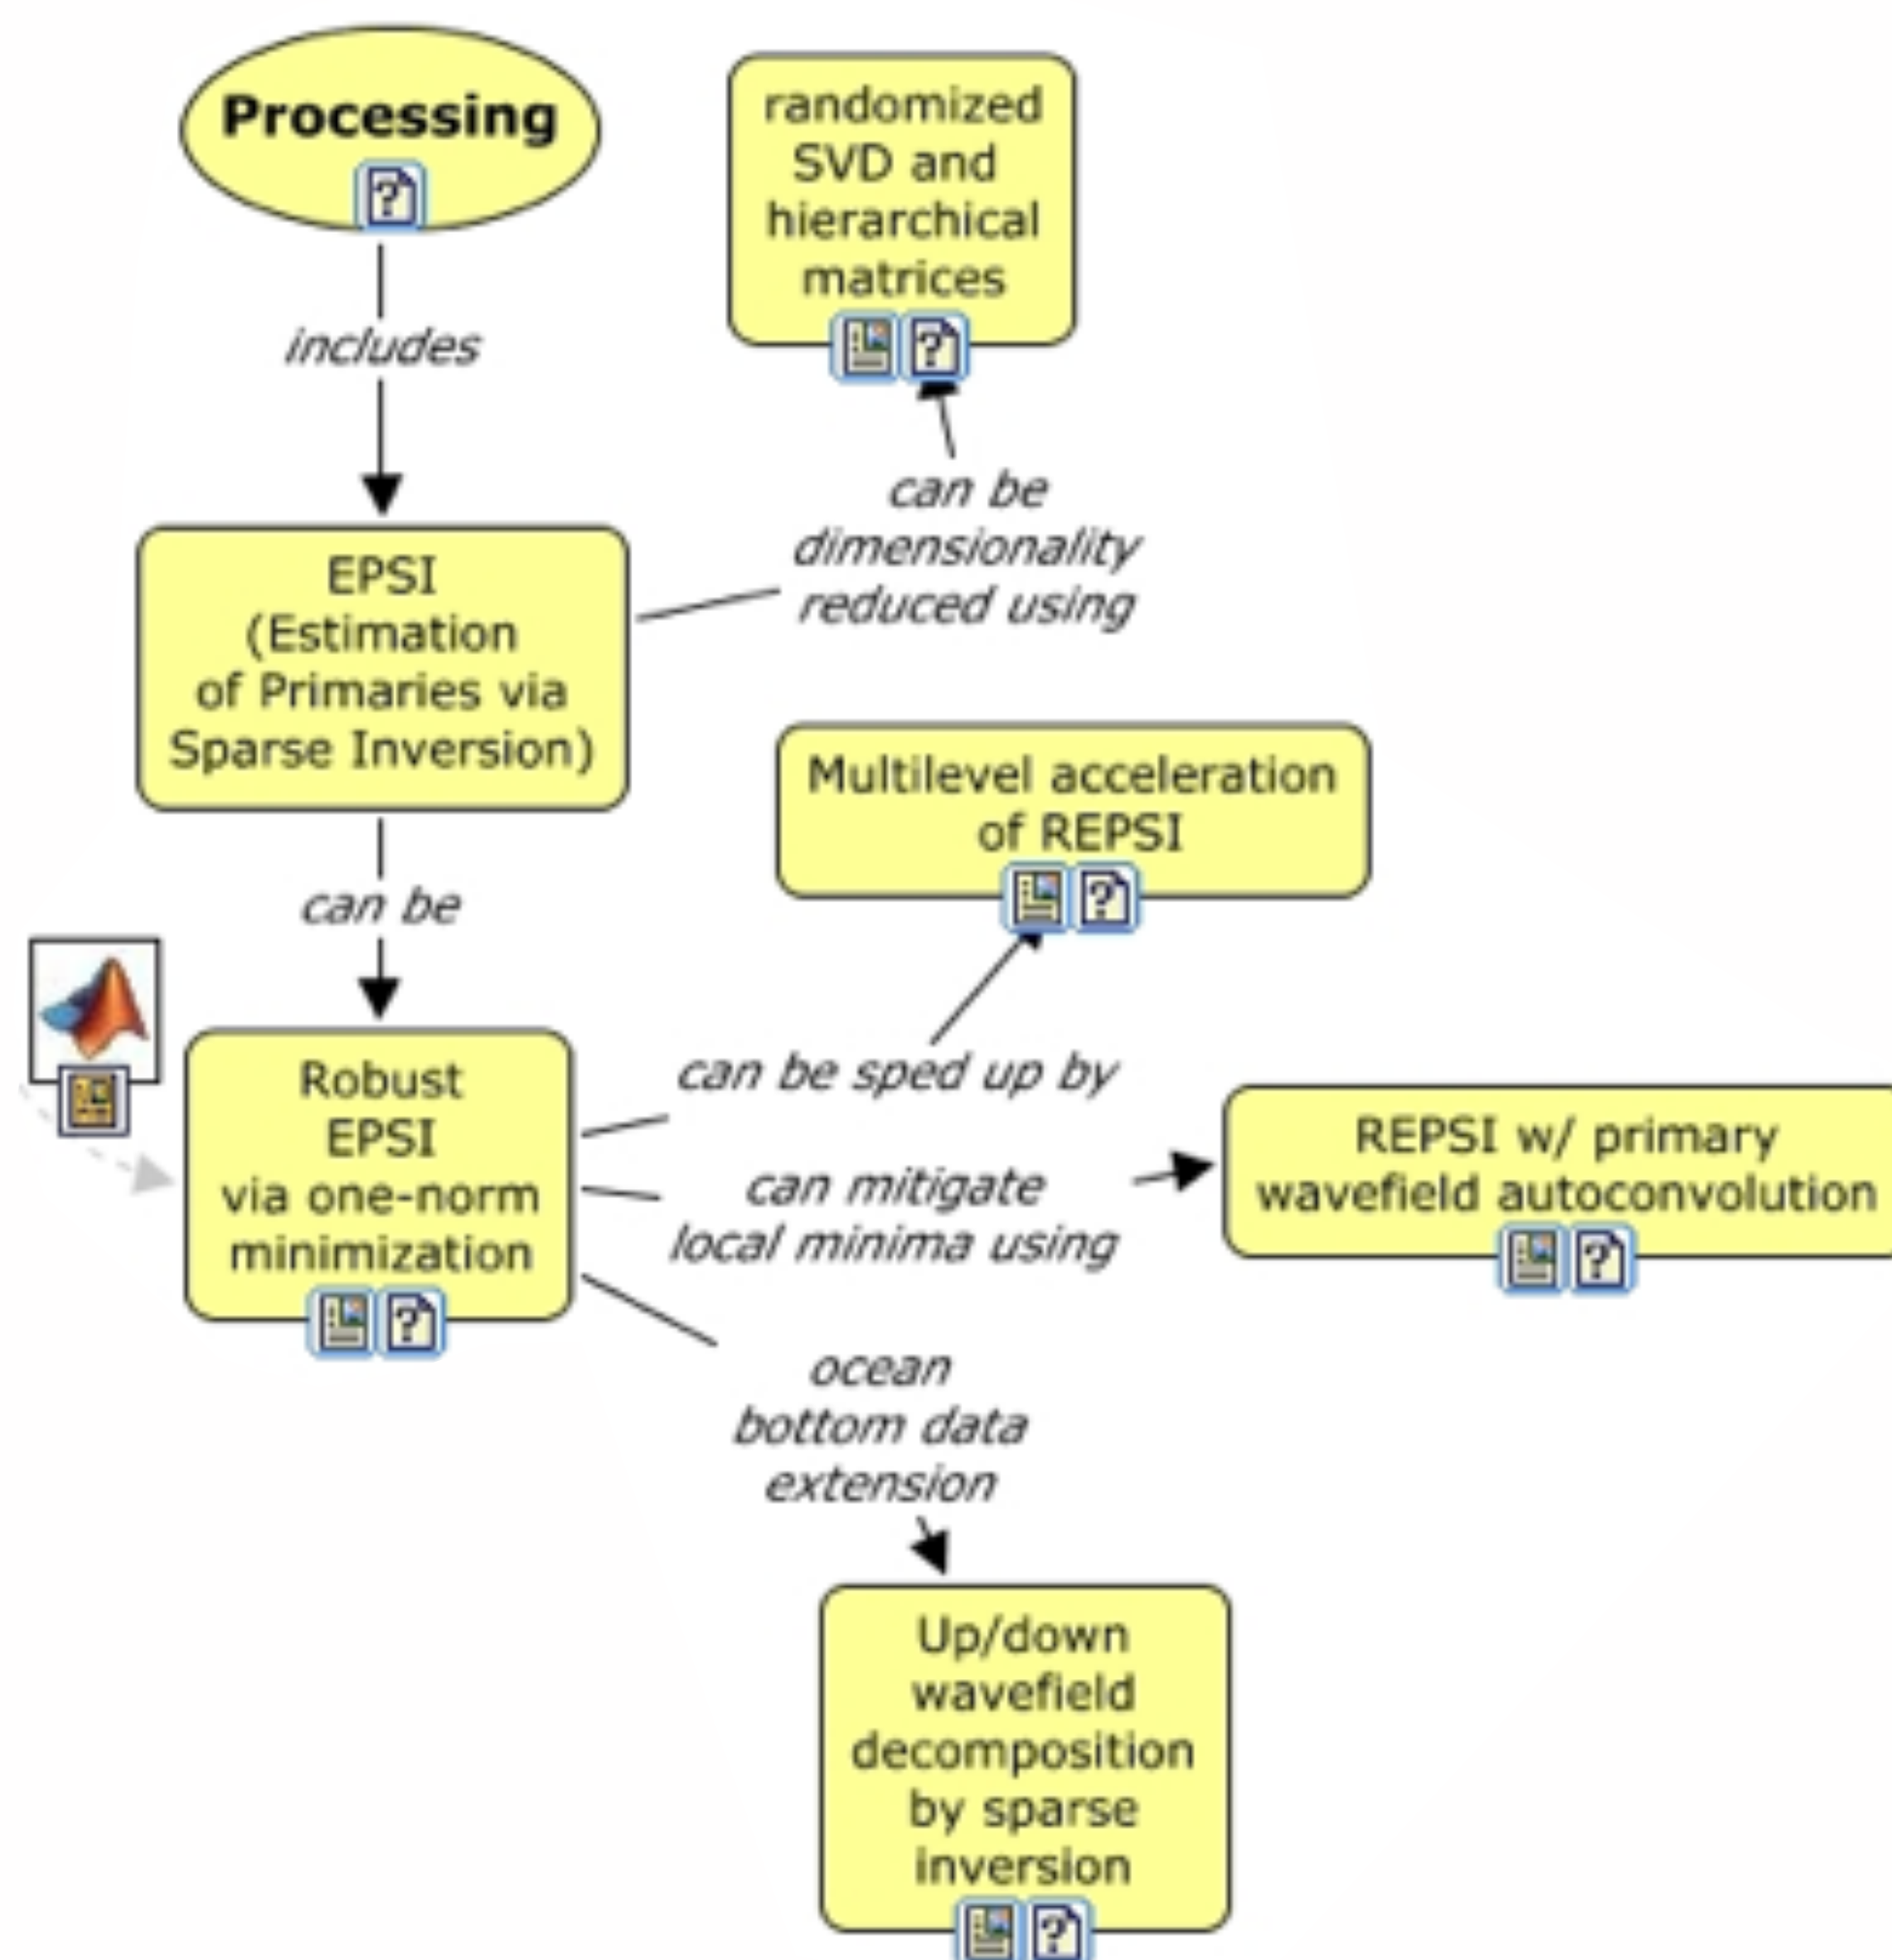 Processing
randomized
SVD and
hierarchical
matrices
includes
can be
dimensionality
reduced using
EPSI
(Estimation
of Primaries via
Sparse Inversion)
Multilevel acceleration
of REPSI
can be
Robust
EPSI
via one-norm
minimization
can be sped up by
can mitigate
local minima using
REPSI w/ primary
wavefield autoconvolution
ocean
bottom data
extension
Up/down
wavefield
decomposition
by sparse
inversion